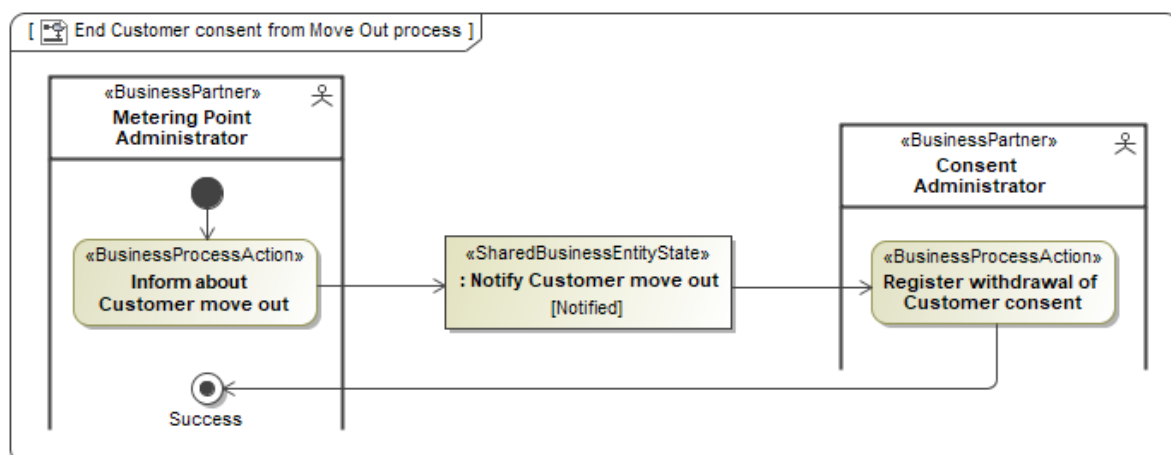 [ End Customer consent from Move Out process ]
«BusinessPartner»
Metering Point
Administrator
«BusinessProcessAction»
Inform about
Customer move out
Success
«SharedBusinessEntityState»
: Notify Customer move out
[Notified]
«BusinessPartner»
Consent
Administrator
«BusinessProcessAction»
Register withdrawal of
Customer consent